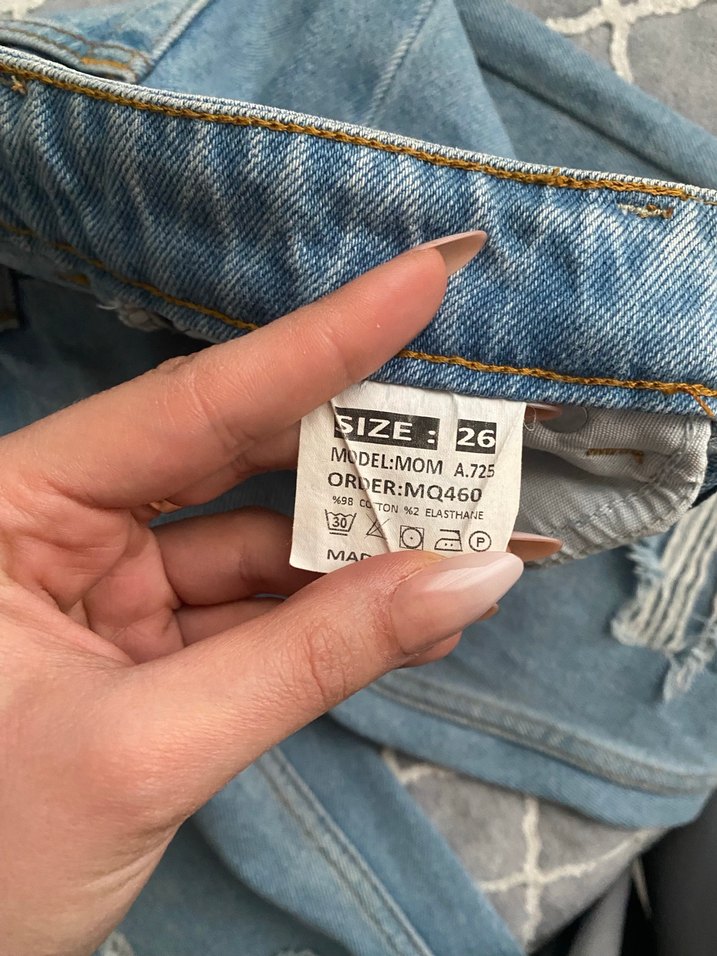 SIZE : 26
MODEL:MOM A.725
ORDER:MQ460
%98 COTTON %2 ELASTHANE
30 P